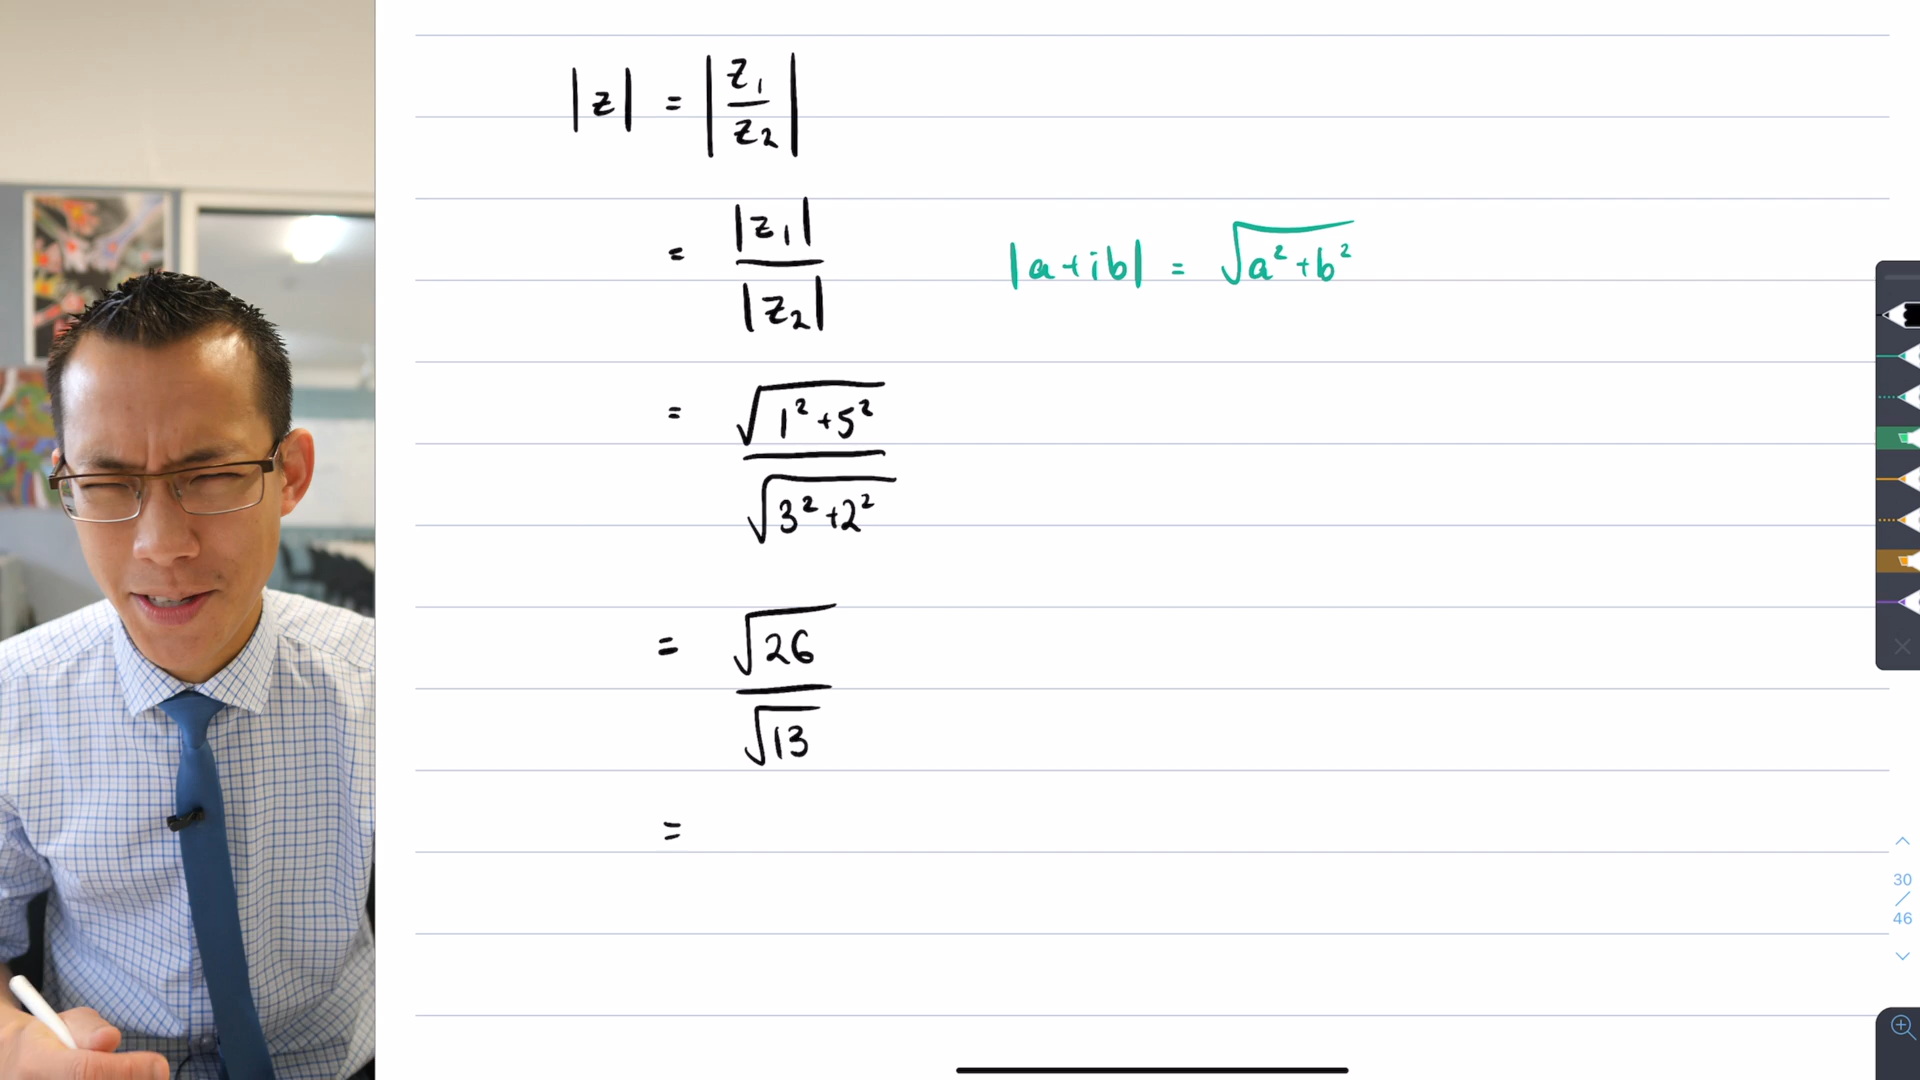 |z| = |z₁/z₂|
= |z₁|/|z₂|
|a+ib| = √(a²+b²)
= √(1²+5²)/√(3²+2²)
= √26/√13
=
30
/
46